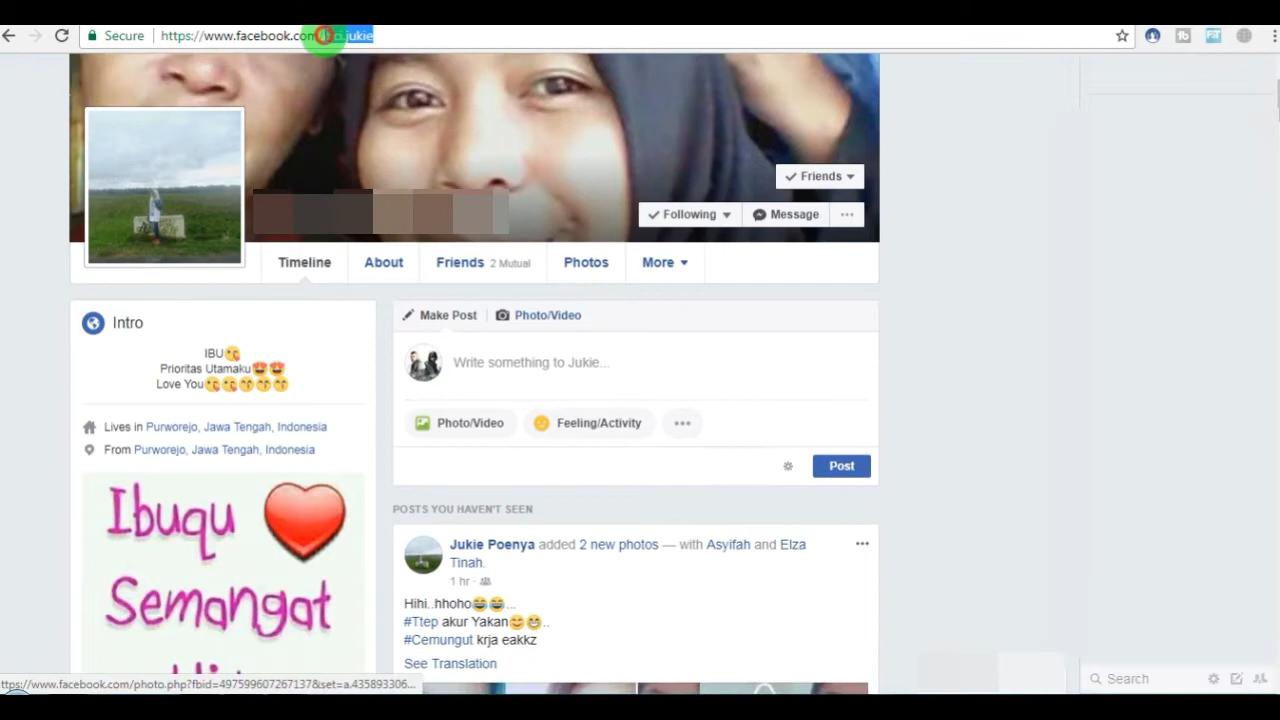 Secure https://www.facebook.com jukie
Friends
Following Message
Timeline About Friends 2 Mutual Photos More
Intro
IBU😘
Prioritas Utamaku😍😍
Love You😘😘😙😙😙
Lives in Purworejo, Jawa Tengah, Indonesia
From Purworejo, Jawa Tengah, Indonesia
Ibuqu
Semangat
Make Post Photo/Video
Write something to Jukie...
Photo/Video Feeling/Activity
Post
POSTS YOU HAVEN'T SEEN
Jukie Poenya added 2 new photos — with Asyifah and Elza
Tinah.
1 hr ·
Hihi..hhoho😂😂...
#Ttep akur Yakan😊😁..
#Cemungut krja eakkz
See Translation
ttps://www.facebook.com/photo.php?fbid=497599607267137&set=a.435893306...
Search